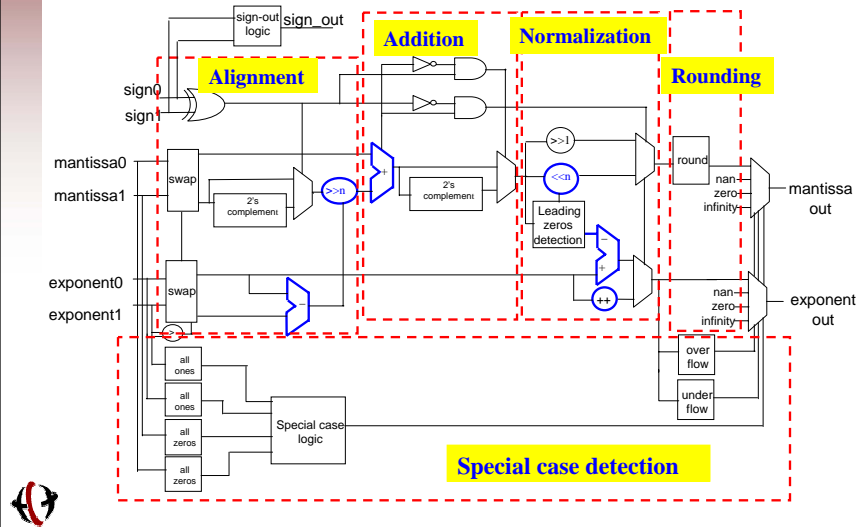 sign-out
logic
sign_out
Addition
Normalization
Alignment
Rounding
sign0
sign1
mantissa0
mantissa1
swap
2's
complement
>>n
+
2's
complement
>>1
<<n
Leading
zeros
detection
round
nan
zero
infinity
mantissa
out
exponent0
exponent1
swap
>
−
−
+
++
nan
zero
infinity
exponent
out
over
flow
under
flow
all
ones
all
ones
all
zeros
all
zeros
Special case
logic
Special case detection